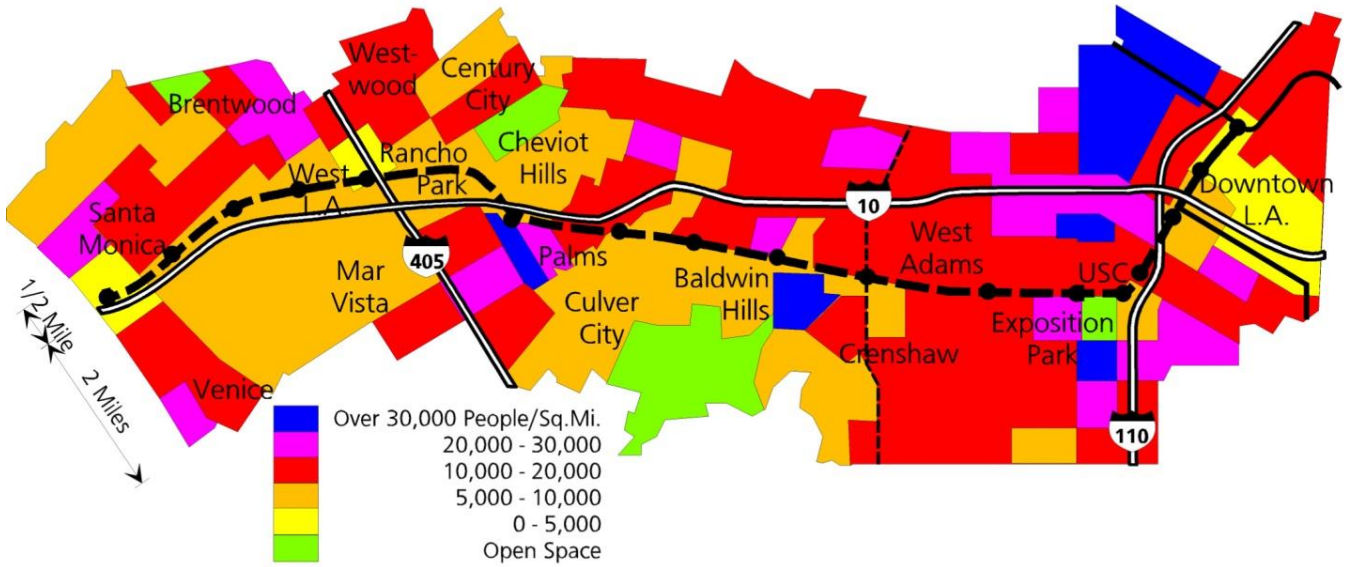 West-
wood
Century
City
Brentwood
Cheviot
Hills
Rancho
Park
West
L.A.
Santa
Monica
10
Downtown
L.A.
405
Palms
West
Adams
USC
Mar
Vista
Baldwin
Hills
Culver
City
Exposition
Park
Crenshaw
Venice
110
1/2 Mile
2 Miles
Over 30,000 People/Sq.Mi.
20,000 - 30,000
10,000 - 20,000
5,000 - 10,000
0 - 5,000
Open Space